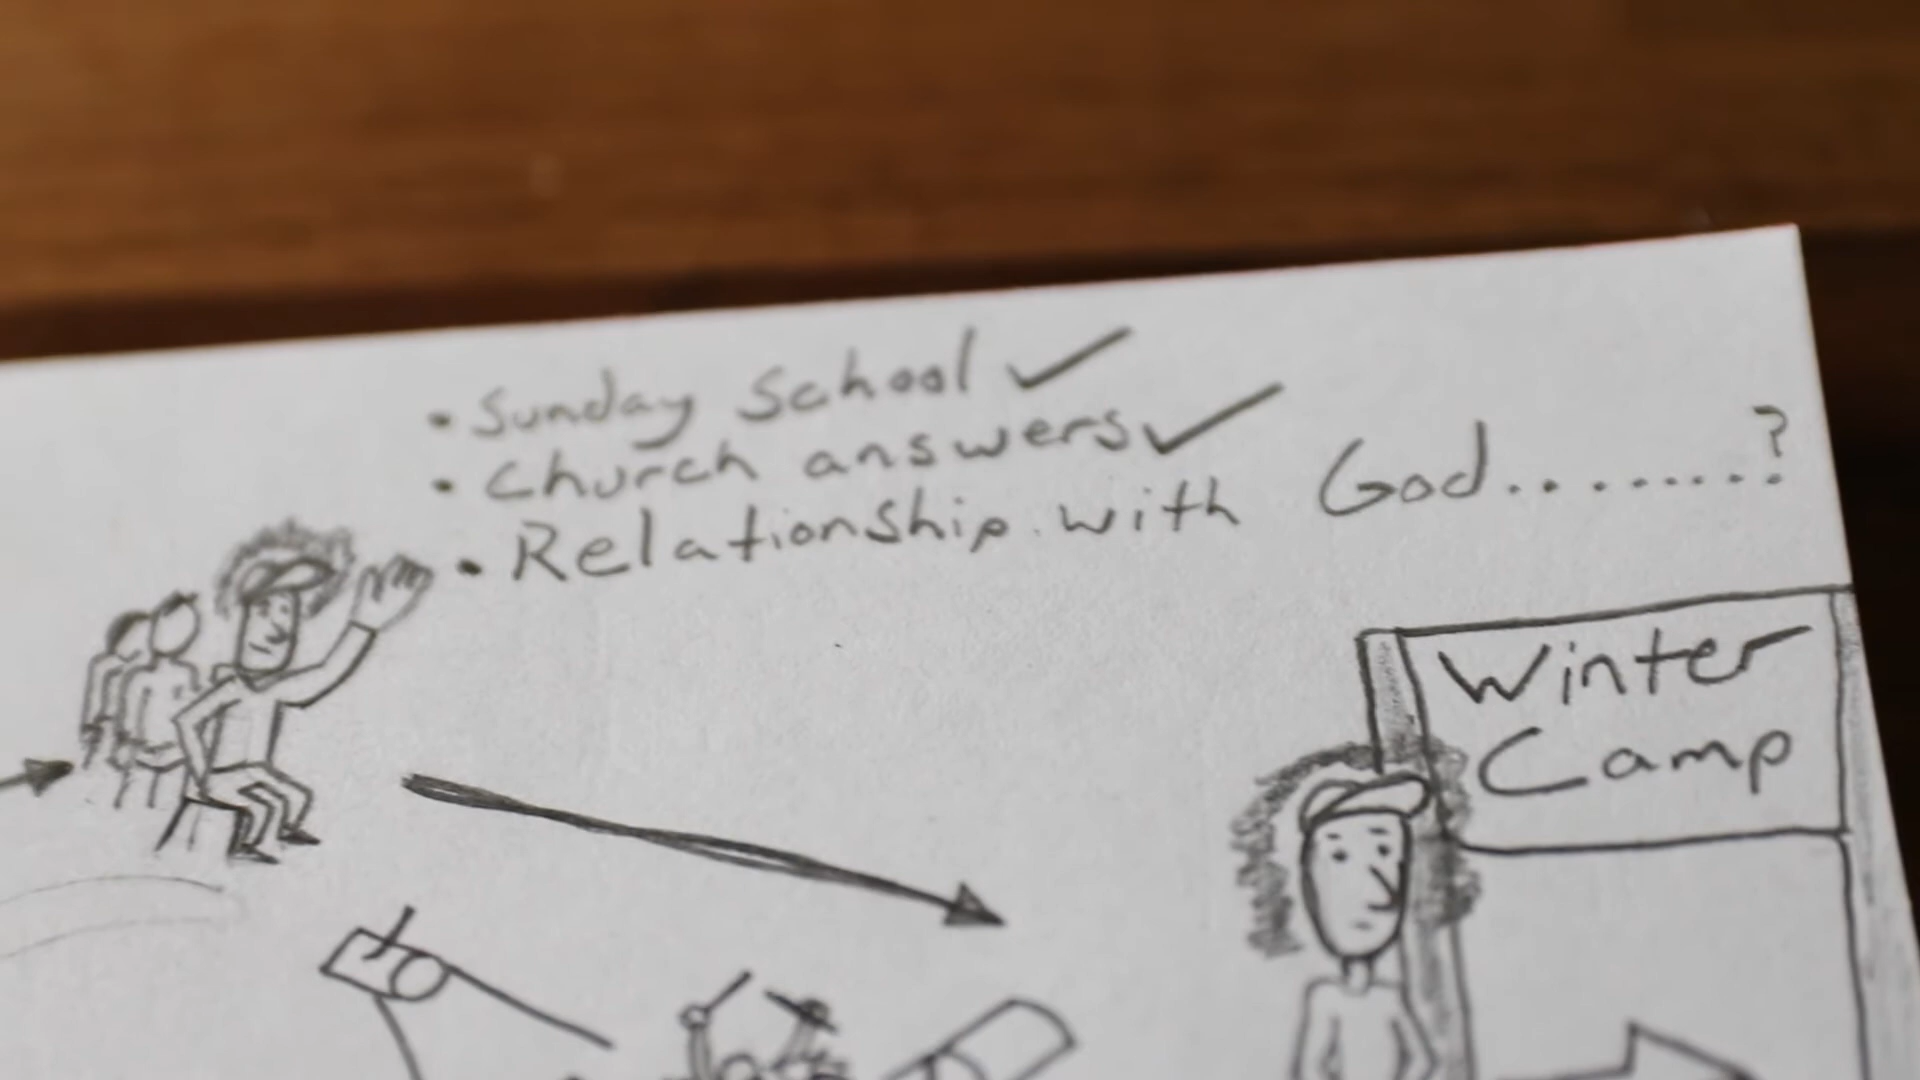 • Sunday School ✓
• Church answers ✓
• Relationship with God........?
Winter
Camp